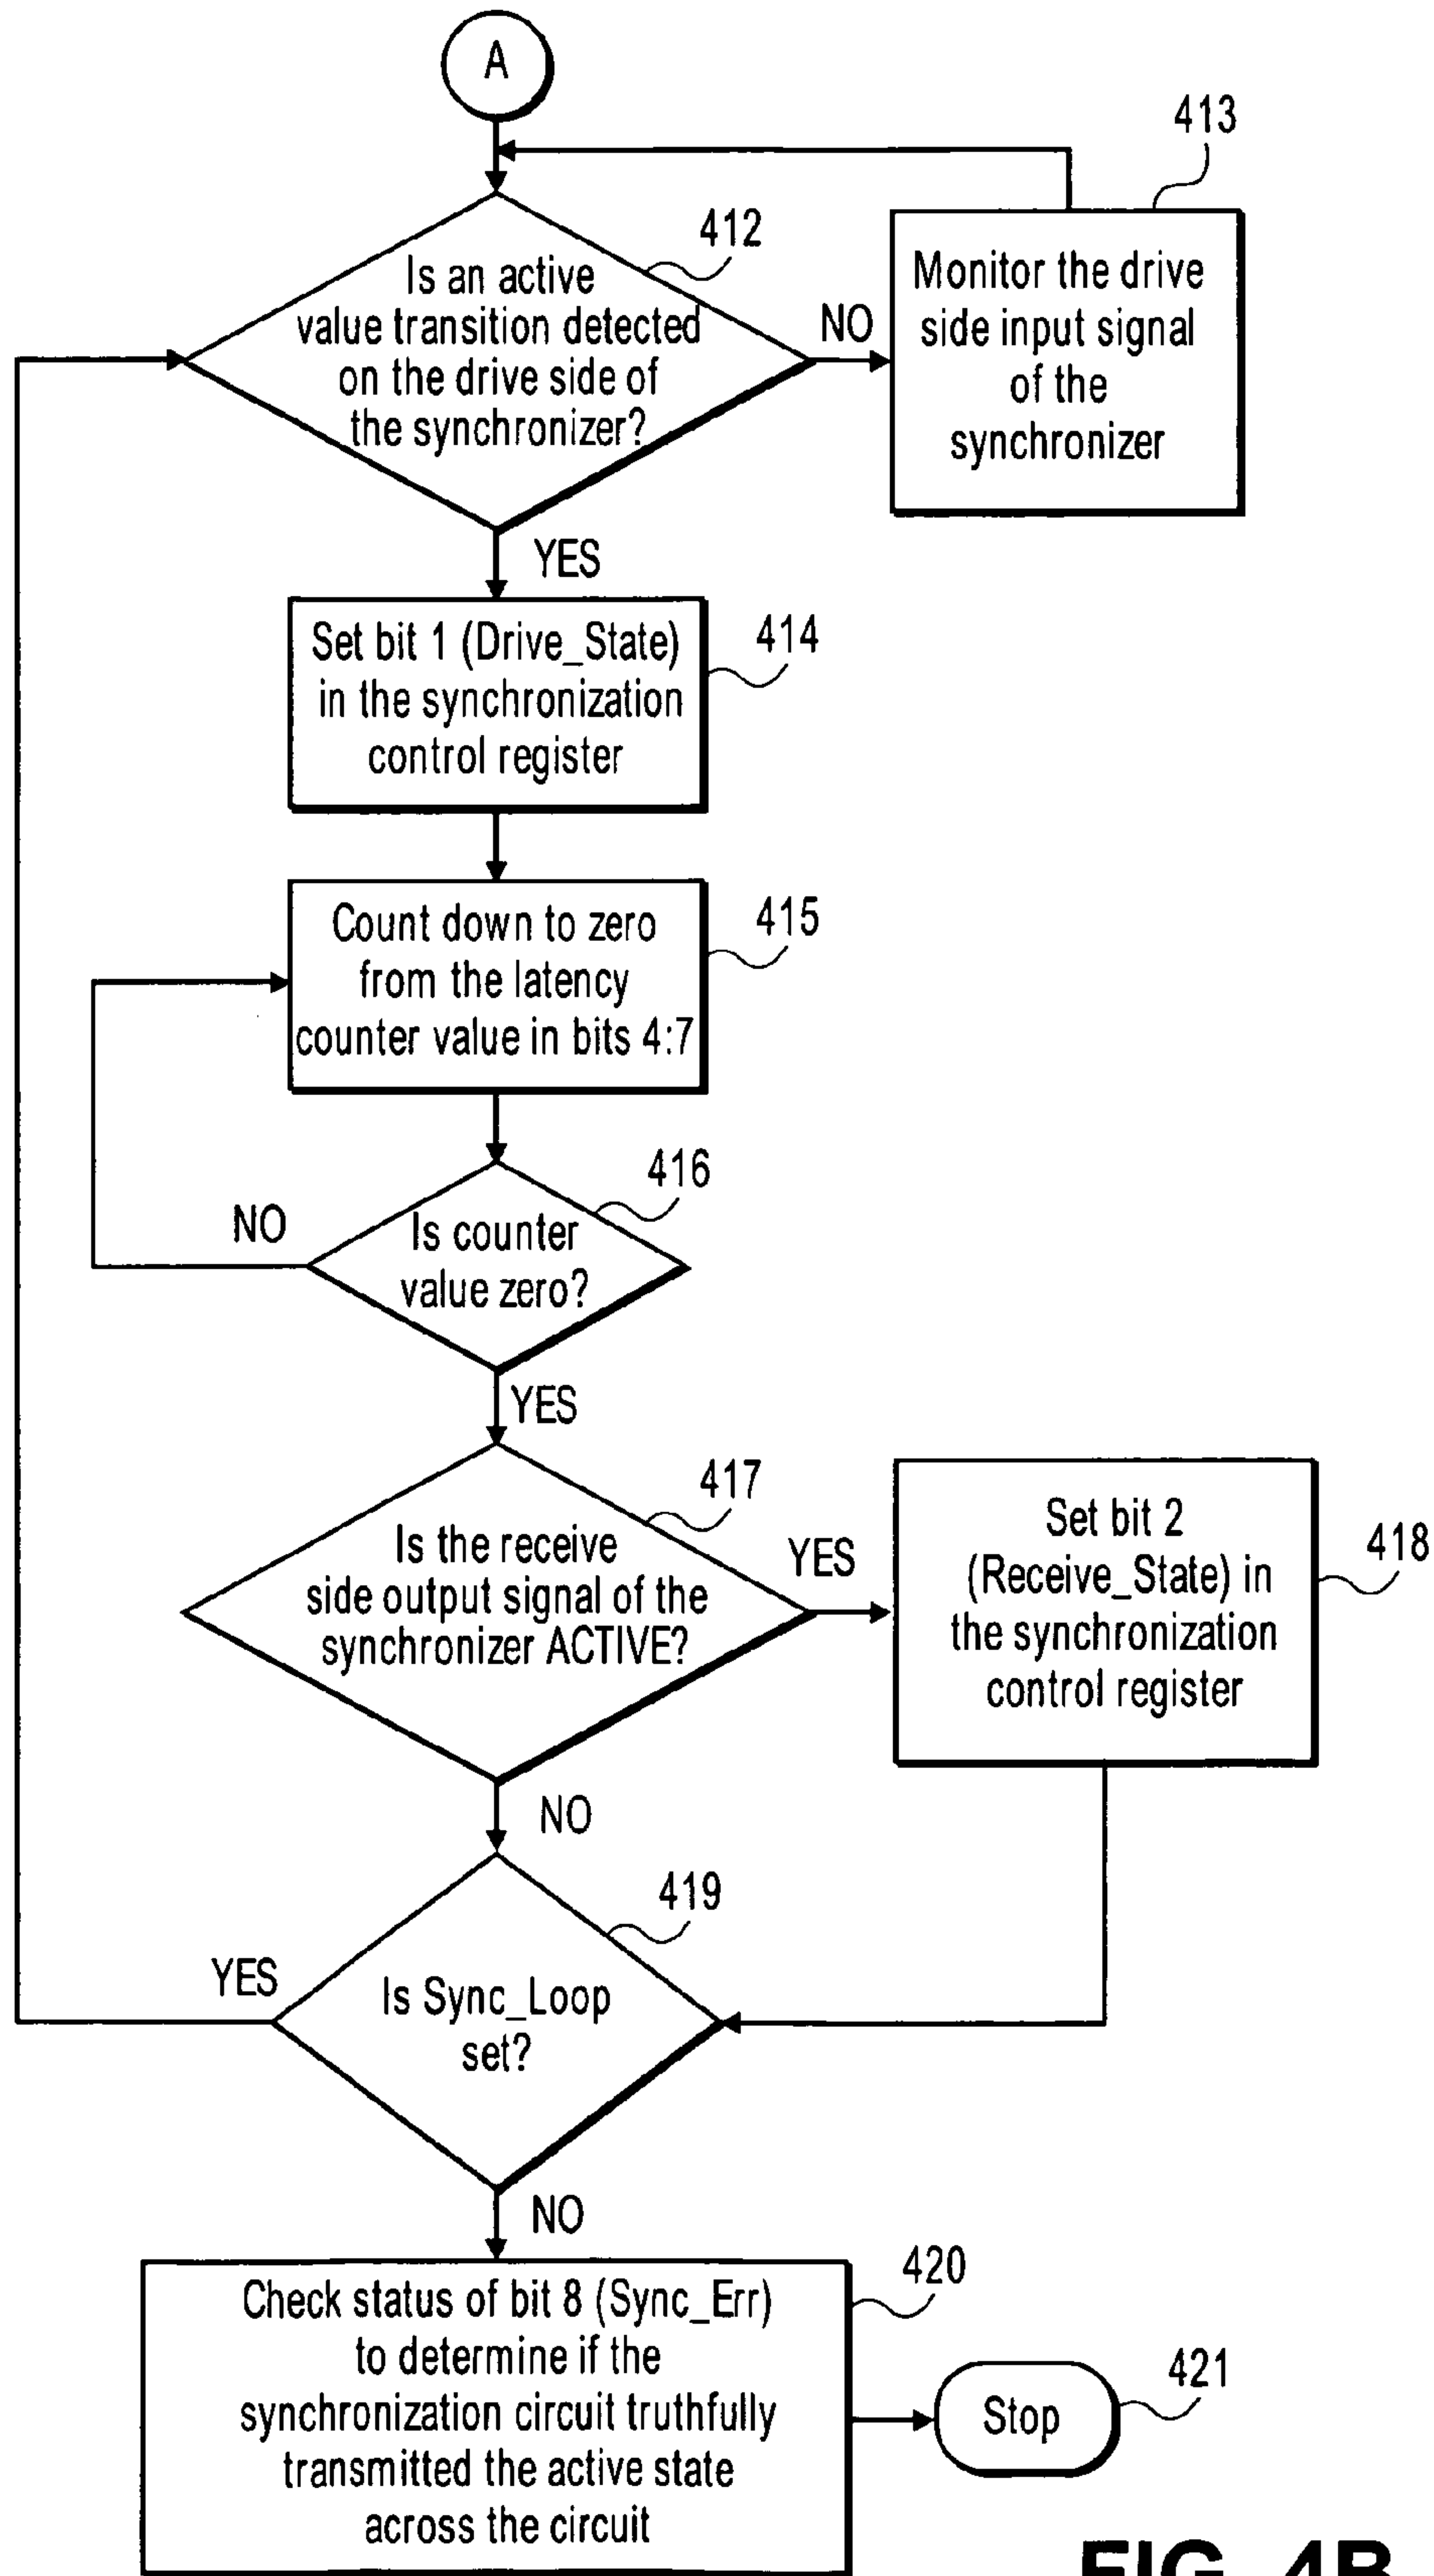 A
413
412
Is an active
value transition detected
on the drive side of
the synchronizer?
NO
Monitor the drive
side input signal
of the
synchronizer
YES
Set bit 1 (Drive_State)
in the synchronization
control register
414
Count down to zero
from the latency
counter value in bits 4:7
415
416
NO
Is counter
value zero?
YES
417
Is the receive
side output signal of the
synchronizer ACTIVE?
YES
Set bit 2
(Receive_State) in
the synchronization
control register
418
NO
419
YES
Is Sync_Loop
set?
NO
Check status of bit 8 (Sync_Err)
to determine if the
synchronization circuit truthfully
transmitted the active state
across the circuit
420
Stop
421
FIG. 4B